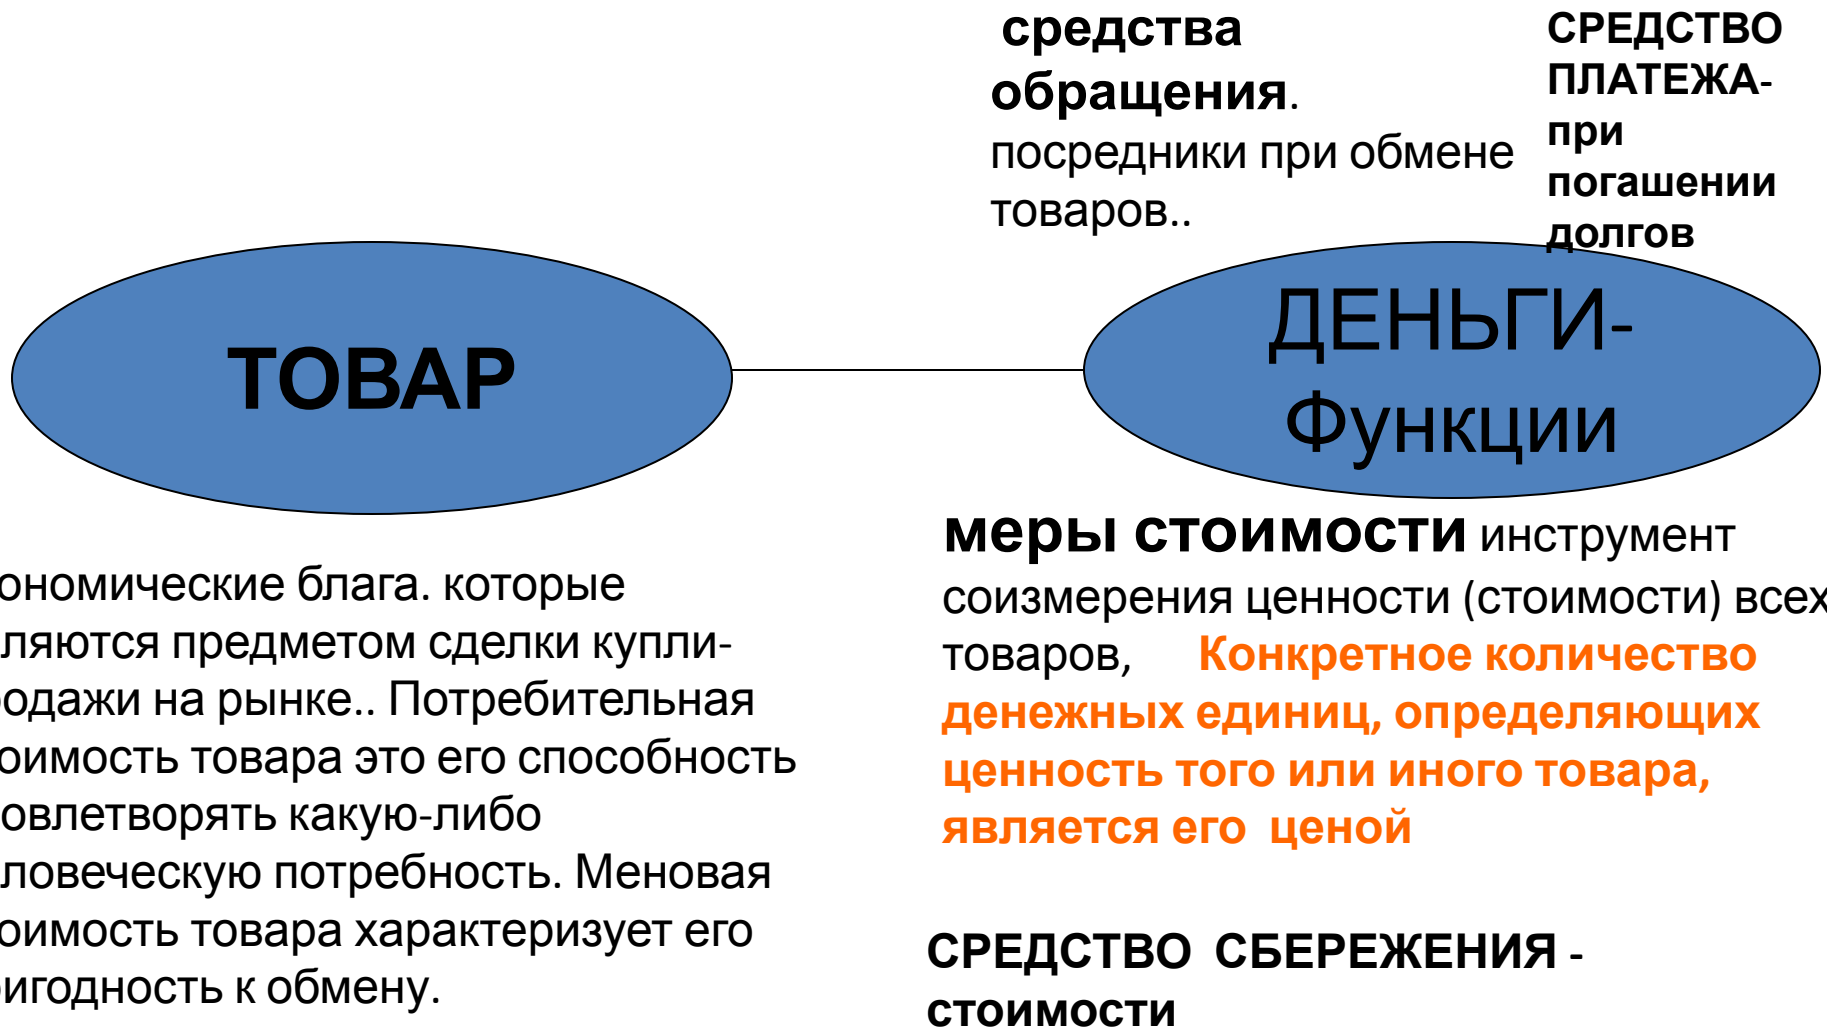 средства
обращения.
посредники при обмене
товаров..
СРЕДСТВО
ПЛАТЕЖА-
при
погашении
долгов
ТОВАР
ДЕНЬГИ-
Функции
ономические блага. которые
ляются предметом сделки купли-
одажи на рынке.. Потребительная
оимость товара это его способность
овлетворять какую-либо
ловеческую потребность. Меновая
оимость товара характеризует его
игодность к обмену.
меры стоимости инструмент
соизмерения ценности (стоимости) всех
товаров, Конкретное количество
денежных единиц, определяющих
ценность того или иного товара,
является его ценой
СРЕДСТВО СБЕРЕЖЕНИЯ -
стоимости